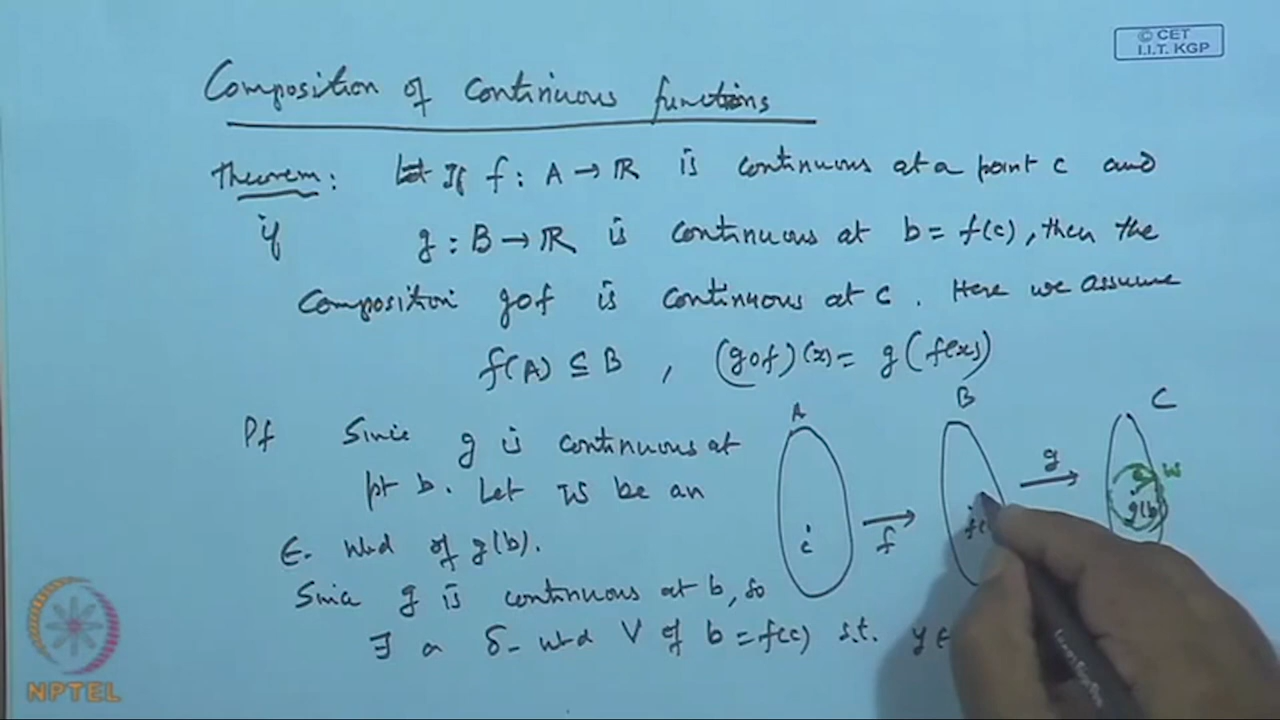 © CET
I.I.T. KGP
Composition of continuous functions
Theorem: If f: A → ℝ is continuous at a point c and
if g: B → ℝ is continuous at b = f(c), then the
Composition gof is continuous at c. Here we assume
f(A) ⊆ B, (gof)(x) = g(f(x))
Pf Since g is continuous at
pt b. Let W be an
ε- nbd of g(b).
Since g is continuous at b, so
∃ a δ- nbd V of b = f(c) s.t. y ∈
A
c
f
B
g
C
W
g(b)
NPTEL